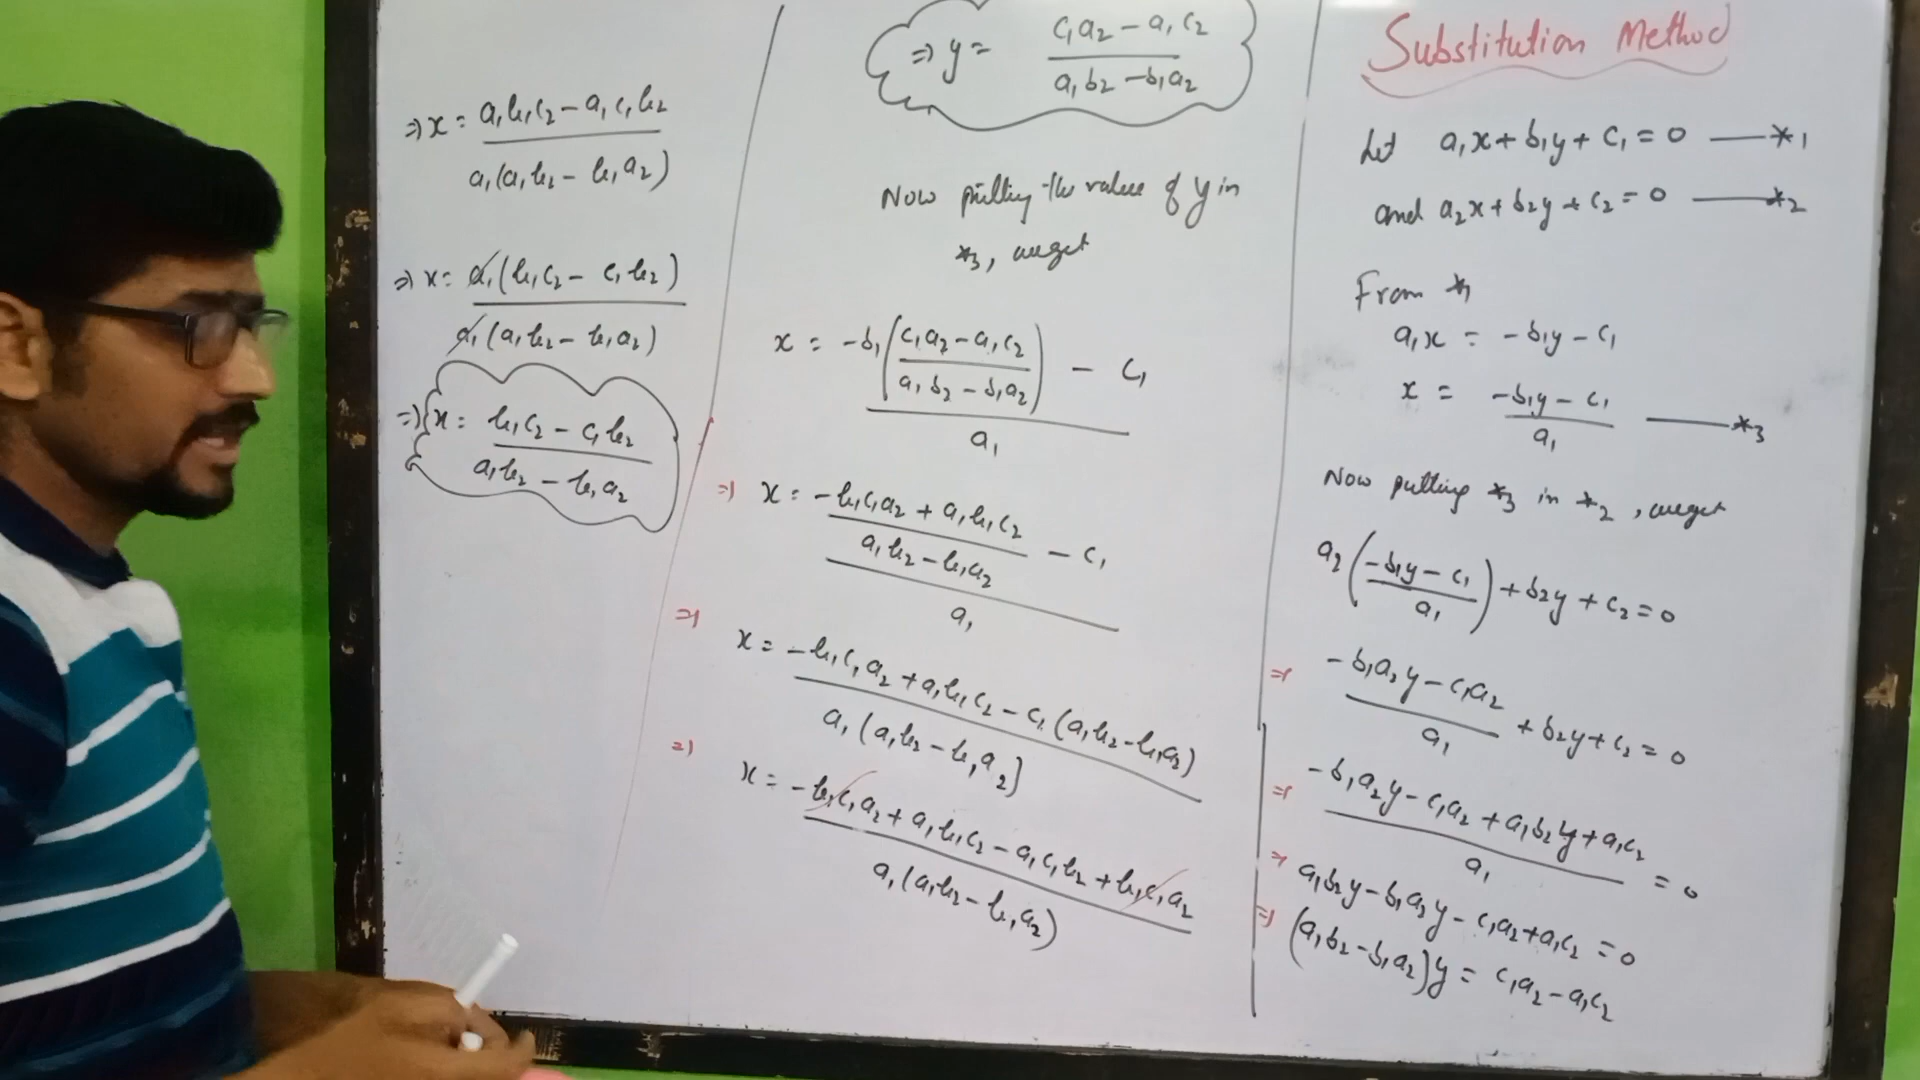 Substitution Method
Let a₁x + b₁y + c₁ = 0 —— *₁
and a₂x + b₂y + c₂ = 0 —— *₂
From *₁
a₁x = -b₁y - c₁
x = (-b₁y - c₁)/a₁ —— *₃
Now putting *₃ in *₂, we get
a₂((-b₁y - c₁)/a₁) + b₂y + c₂ = 0
⇒ (-b₁a₂y - c₁a₂)/a₁ + b₂y + c₂ = 0
⇒ (-b₁a₂y - c₁a₂ + a₁b₂y + a₁c₂)/a₁ = 0
⇒ a₁b₂y - b₁a₂y - c₁a₂ + a₁c₂ = 0
⇒ (a₁b₂ - b₁a₂)y = c₁a₂ - a₁c₂
⇒ y = (c₁a₂ - a₁c₂)/(a₁b₂ - b₁a₂)
Now putting the value of y in
*₃, we get
x = (-b₁((c₁a₂ - a₁c₂)/(a₁b₂ - b₁a₂)) - c₁)/a₁
⇒ x = ((-b₁c₁a₂ + a₁b₁c₂)/(a₁b₂ - b₁a₂) - c₁)/a₁
⇒ x = (-b₁c₁a₂ + a₁b₁c₂ - c₁(a₁b₂ - b₁a₂))/(a₁(a₁b₂ - b₁a₂])
⇒ x = (-b₁c₁a₂ + a₁b₁c₂ - a₁c₁b₂ + b₁c₁a₂)/(a₁(a₁b₂ - b₁a₂))
⇒ x = (a₁b₁c₂ - a₁c₁b₂)/(a₁(a₁b₂ - b₁a₂))
⇒ x = a₁(b₁c₂ - c₁b₂)/(a₁(a₁b₂ - b₁a₂))
⇒ x = (b₁c₂ - c₁b₂)/(a₁b₂ - b₁a₂)